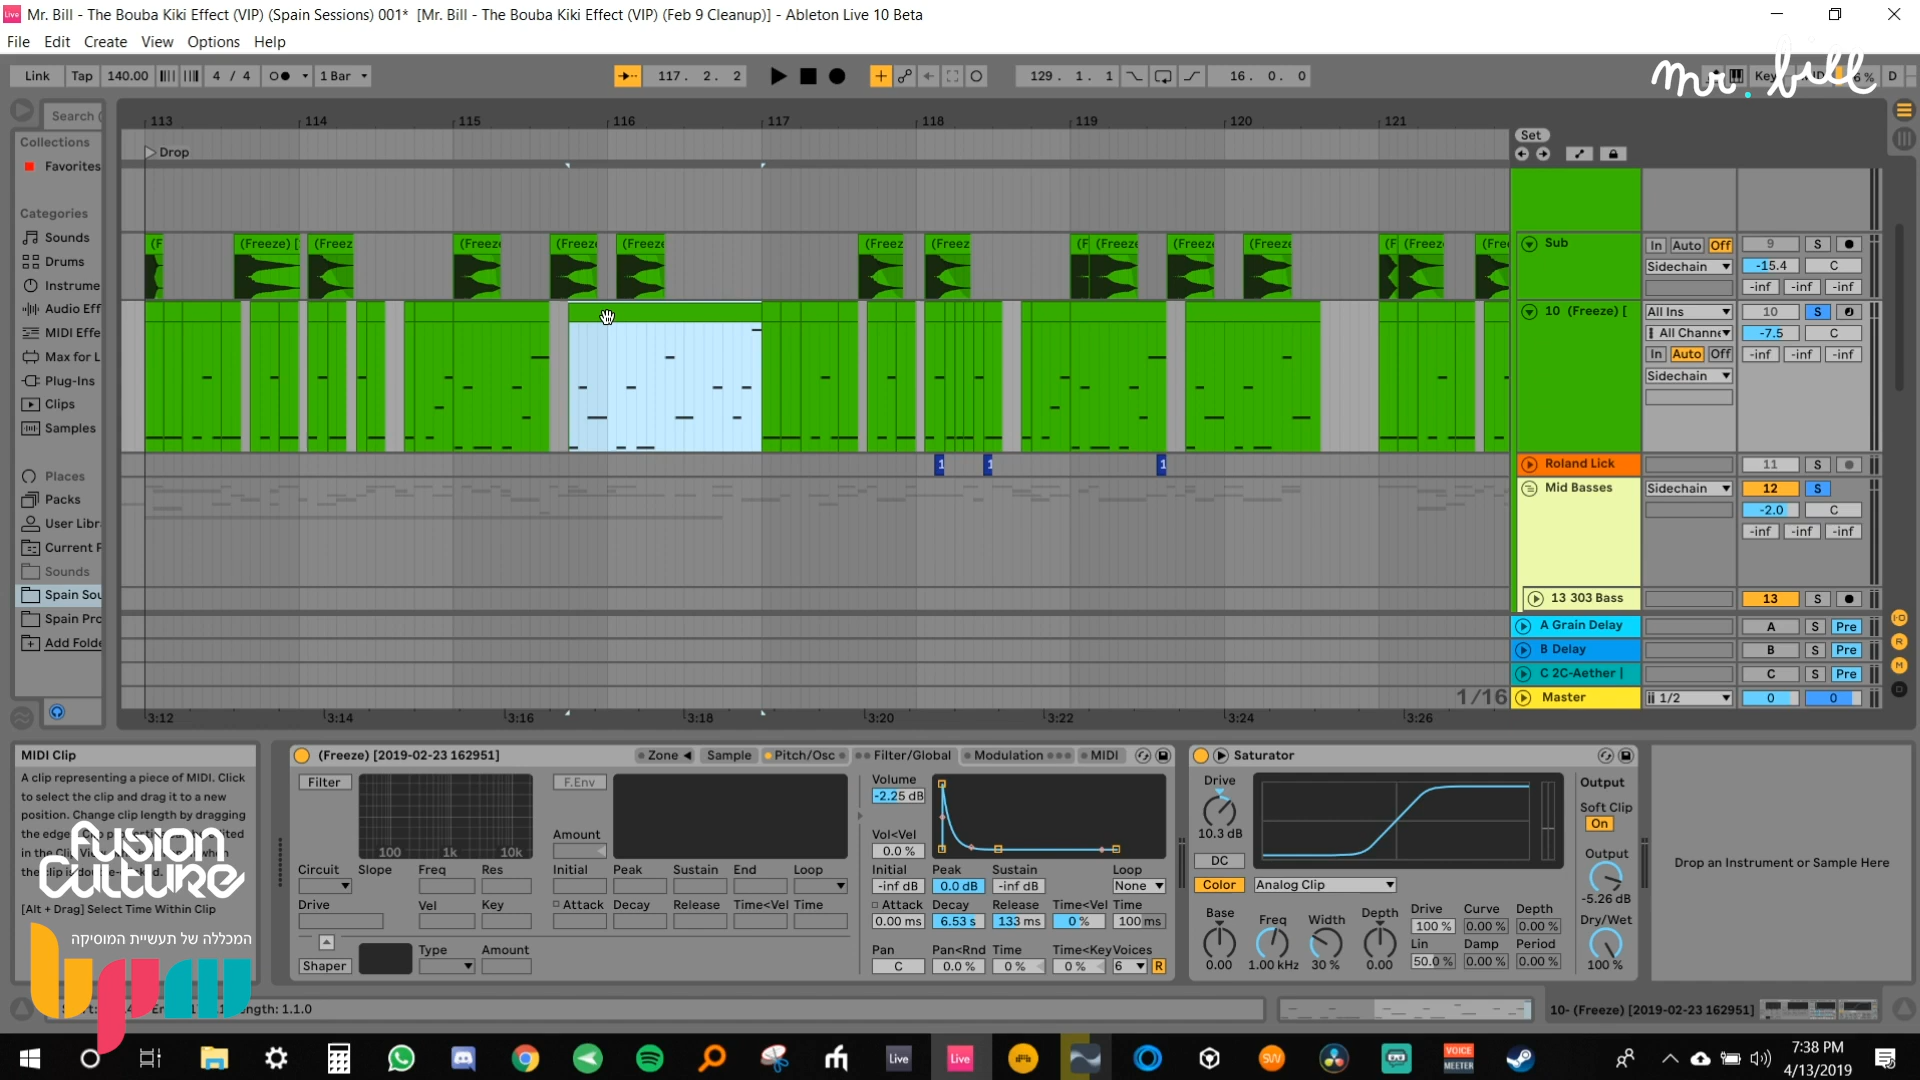 Live Mr. Bill - The Bouba Kiki Effect (VIP) (Spain Sessions) 001* [Mr. Bill - The Bouba Kiki Effect (VIP) (Feb 9 Cleanup)] - Ableton Live 10 Beta
File Edit Create View Options Help
Link Tap 140.00 4 / 4 1 Bar 117. 2. 2 129. 1. 1 16. 0. 0 Key % D
mr. bill
Search (
113 114 115 116 117 118 119 120 121
Set
Collections
Drop
Favorites
Categories
Sounds
Drums
Instrume
Audio Eff
MIDI Effe
Max for L
Plug-Ins
Clips
Samples
Places
Packs
User Libr
Current P
Sounds
Spain Sou
Spain Pro
Add Folde
(F (Freeze) [ (Freez (Freeze (Freeze (Freeze (Freez (Freez (F (Freeze (Freeze (Freeze (F (Freez (Free
Sub In Auto Off 9 S
Sidechain -15.4 C
-inf -inf -inf
10 (Freeze) [ All Ins 10 S
All Channe -7.5 C
In Auto Off -inf -inf -inf
Sidechain
1 1 1
Roland Lick 11 S
Mid Basses Sidechain 12 S
-2.0 C
-inf -inf -inf
13 303 Bass 13 S
A Grain Delay A S Pre
B Delay B S Pre
C 2C-Aether | C S Pre
1/16 Master 1/2 0 0
3:12 3:14 3:16 3:18 3:20 3:22 3:24 3:26
MIDI Clip
A clip representing a piece of MIDI. Click
to select the clip and drag it to a new
position. Change clip length by dragging
the edge
in the Cli
[Alt + Drag] Select Time Within Clip
fusion
culture
המכללה של תעשיית המוסיקה
(Freeze) [2019-02-23 162951] Zone Sample Pitch/Osc Filter/Global Modulation MIDI
Filter F.Env Volume
-2.25 dB
100 1k 10k Amount Vol<Vel
0.0 %
Circuit Slope Freq Res Initial Peak Sustain End Loop Initial Peak Sustain Loop
-inf dB 0.0 dB -inf dB None
Drive Vel Key Attack Decay Release Time<Vel Time Attack Decay Release Time<Vel Time
0.00 ms 6.53 s 133 ms 0 % 100 ms
Type Amount Pan Pan<Rnd Time Time<Key Voices
Shaper C 0.0 % 0 % 0 % 6 R
Saturator
Drive Output
10.3 dB Soft Clip
On
DC Output
Color Analog Clip -5.26 dB
Base Freq Width Depth Drive Curve Depth Dry/Wet
100 % 0.00 % 0.00 %
Lin Damp Period
0.00 1.00 kHz 30 % 0.00 50.0 % 0.00 % 0.00 % 100 %
Drop an Instrument or Sample Here
ngth: 1.1.0
10- (Freeze) [2019-02-23 162951]
Live Live SW VOICE MEETER
7:38 PM
4/13/2019